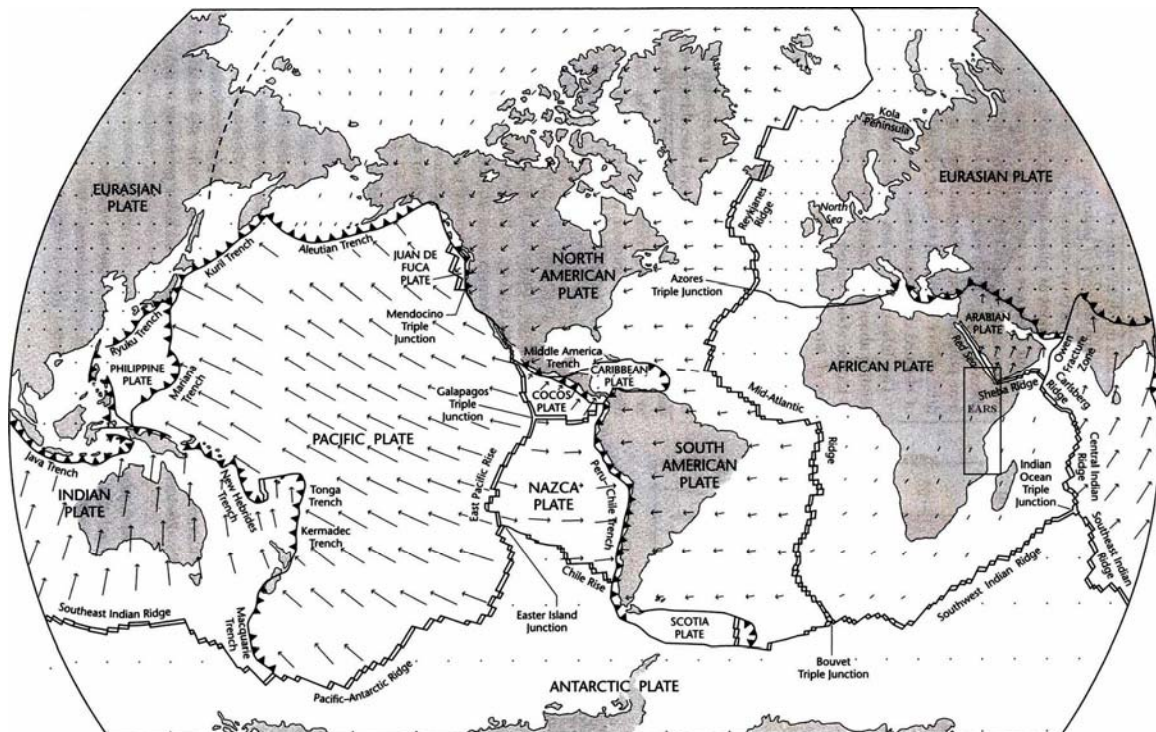 EURASIAN
PLATE
Kola
Peninsula
EURASIAN PLATE
North
Sea
Reykjanes
Ridge
Aleutian Trench
Kuril Trench
JUAN DE
FUCA
PLATE
NORTH
AMERICAN
PLATE
Azores
Triple Junction
Mendocino
Triple
Junction
Ryuku Trench
PHILIPPINE
PLATE
Mariana
Trench
Middle America
Trench
CARIBBEAN
PLATE
COCOS
PLATE
Galapagos
Triple
Junction
AFRICAN PLATE
ARABIAN
PLATE
Red Sea
Owen
Fracture
Zone
Sheba Ridge
Carlsberg
Ridge
EARS
Mid-Atlantic
Ridge
PACIFIC PLATE
SOUTH
AMERICAN
PLATE
Java Trench
INDIAN
PLATE
New Hebrides
Trench
Tonga
Trench
Kermadec
Trench
East Pacific Rise
NAZCA
PLATE
Peru–Chile Trench
Central Indian
Ridge
Indian
Ocean
Triple
Junction
Southeast Indian
Ridge
Southwest Indian Ridge
Chile Rise
Southeast Indian Ridge
Macquarie
Trench
Easter Island
Junction
SCOTIA
PLATE
Bouvet
Triple Junction
Pacific–Antarctic Ridge
ANTARCTIC PLATE